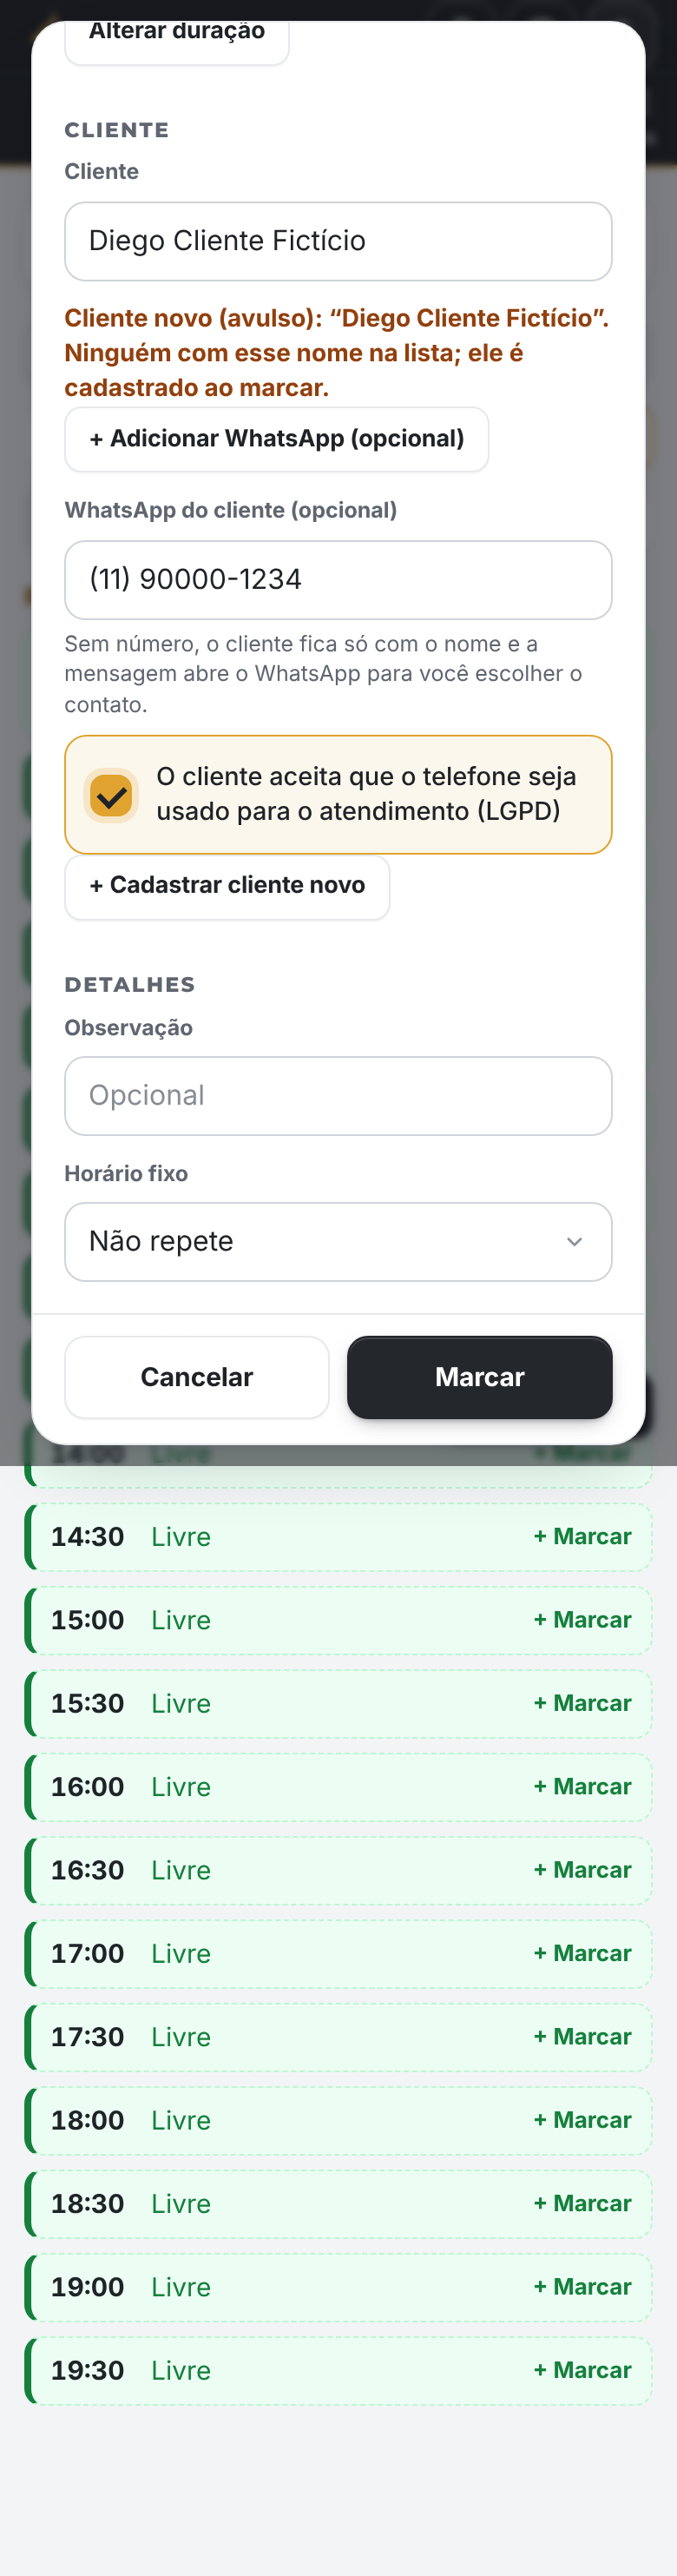 Alterar duração
CLIENTE
Cliente
Diego Cliente Fictício
Cliente novo (avulso): “Diego Cliente Fictício”.
Ninguém com esse nome na lista; ele é
cadastrado ao marcar.
+ Adicionar WhatsApp (opcional)
WhatsApp do cliente (opcional)
(11) 90000-1234
Sem número, o cliente fica só com o nome e a
mensagem abre o WhatsApp para você escolher o
contato.
O cliente aceita que o telefone seja
usado para o atendimento (LGPD)
+ Cadastrar cliente novo
DETALHES
Observação
Opcional
Horário fixo
Não repete
Cancelar Marcar
14:00 Livre + Marcar
14:30 Livre + Marcar
15:00 Livre + Marcar
15:30 Livre + Marcar
16:00 Livre + Marcar
16:30 Livre + Marcar
17:00 Livre + Marcar
17:30 Livre + Marcar
18:00 Livre + Marcar
18:30 Livre + Marcar
19:00 Livre + Marcar
19:30 Livre + Marcar